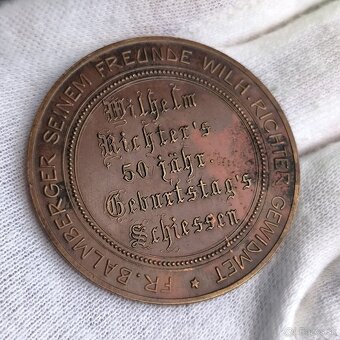 FR. BALMBERGER SEINEM FREUNDE WILH. RICHTER GEWIDMET
Wilhelm
Richter's
50 jähr.
Geburtstag's
Schiessen